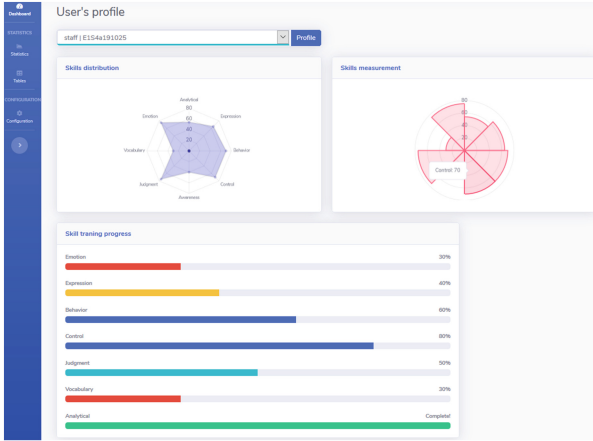 Dashboard
STATISTICS
Statistics
Tables
CONFIGURATION
Configuration
User's profile
staff | E1S4a191025
Profile
Skills distribution
Analytical
80
60
40
20
Emotion
Expression
Vocabulary
Behavior
Judgment
Control
Awareness
Skills measurement
80
60
40
20
Control: 70
Skill traning progress
Emotion 30%
Expression 40%
Behavior 60%
Control 80%
Judgment 50%
Vocabulary 30%
Analytical Complete!